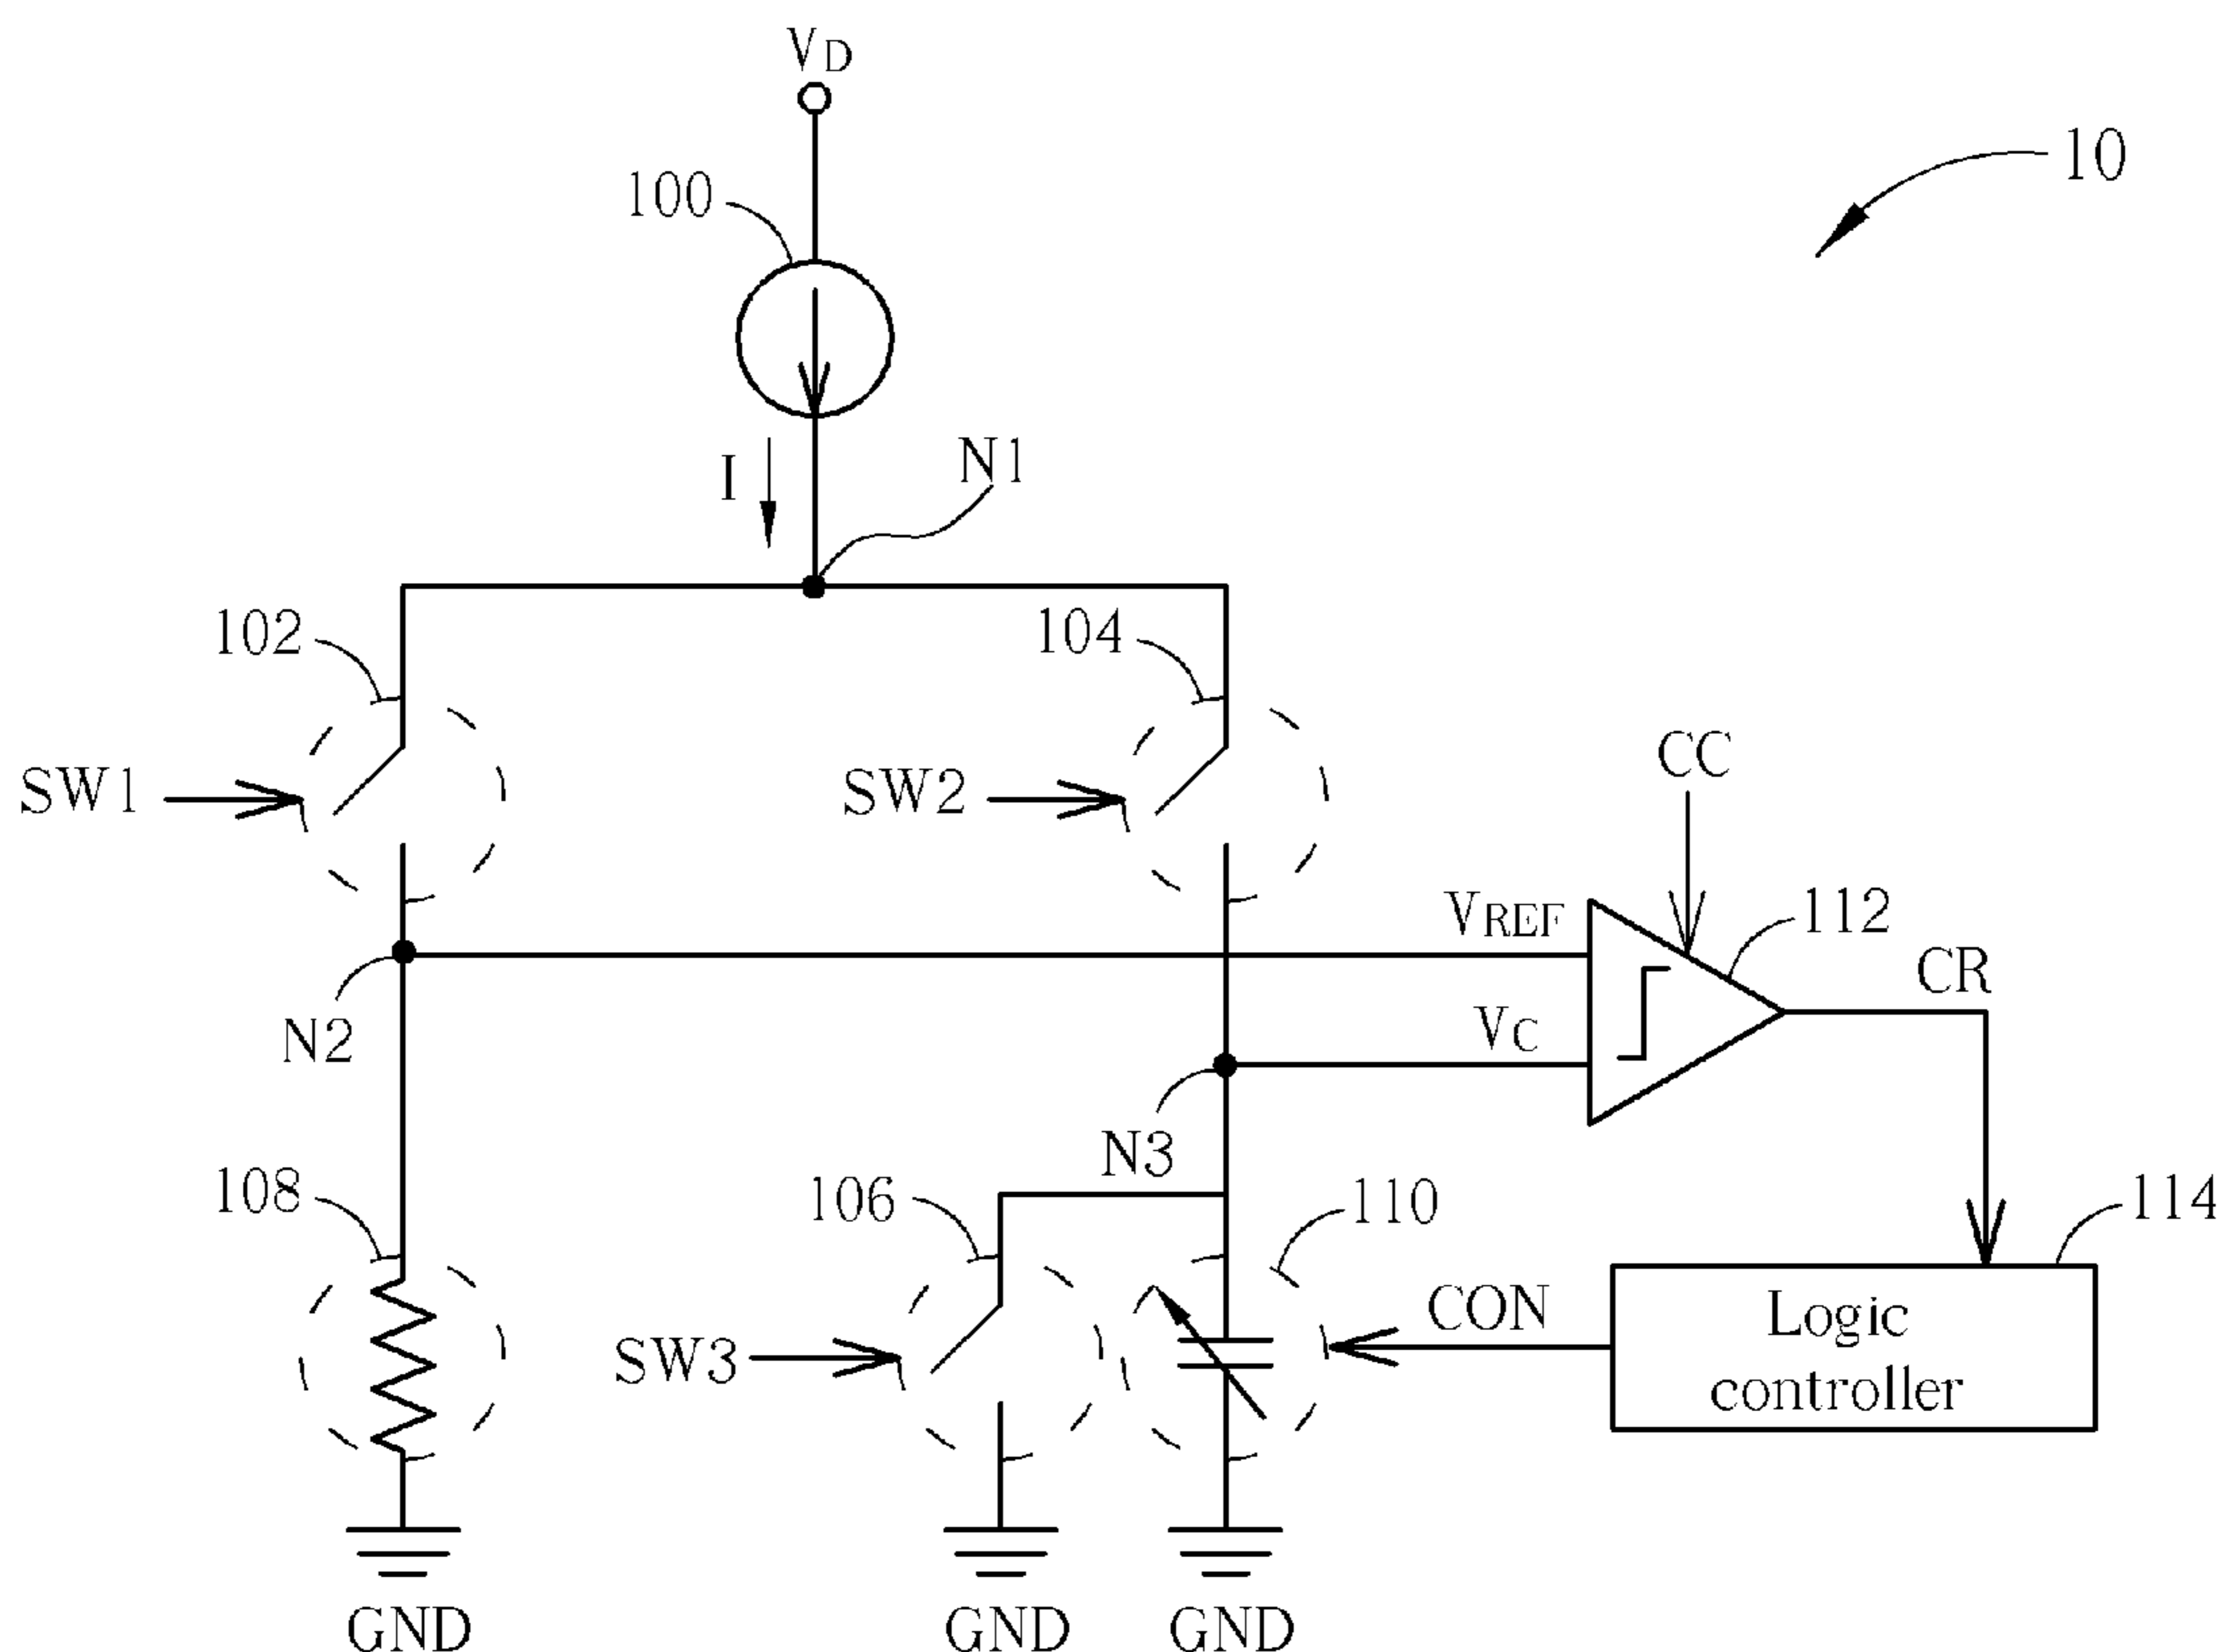 VD
10
100
N1
I
102
104
CC
SW1
SW2
VREF
112
CR
N2
VC
N3
108
106
110
114
CON
Logic
controller
SW3
GND
GND
GND